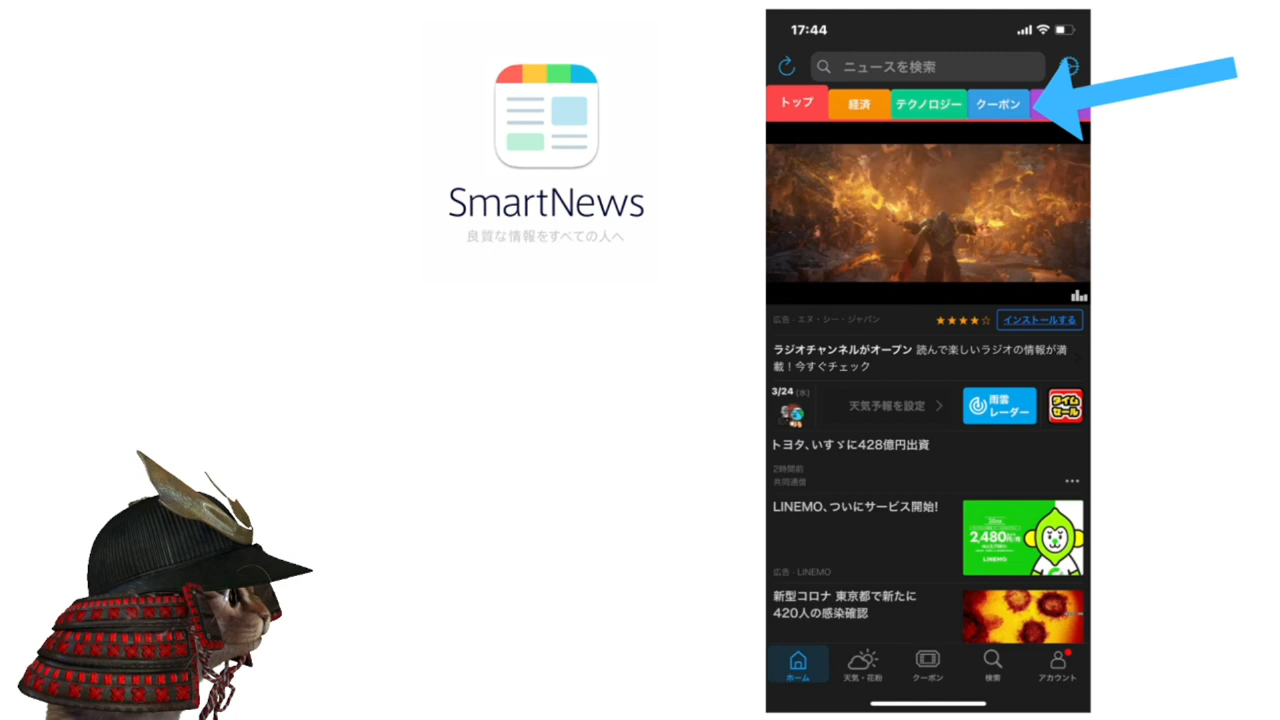 SmartNews
良質な情報をすべての人へ
17:44
ニュースを検索
トップ
経済
テクノロジー
クーポン
広告 - エヌ・シー・ジャパン
★★★★☆
インストールする
ラジオチャンネルがオープン 読んで楽しいラジオの情報が満
載！今すぐチェック
3/24 (水)
天気予報を設定
雨雲
レーダー
タイム
セール
トヨタ、いすゞに428億円出資
2時間前
共同通信
LINEMO、ついにサービス開始!
2,480円/月
LINEMO
広告 - LINEMO
新型コロナ 東京都で新たに
420人の感染確認
ホーム
天気・花粉
クーポン
検索
アカウント